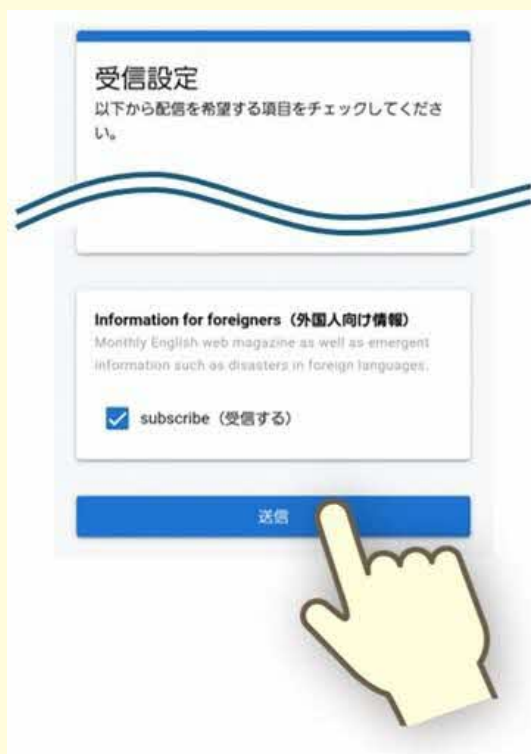 受信設定
以下から配信を希望する項目をチェックしてくださ
い。
Information for foreigners（外国人向け情報）
Monthly English web magazine as well as emergent
information such as disasters in foreign languages.
subscribe（受信する）
送信